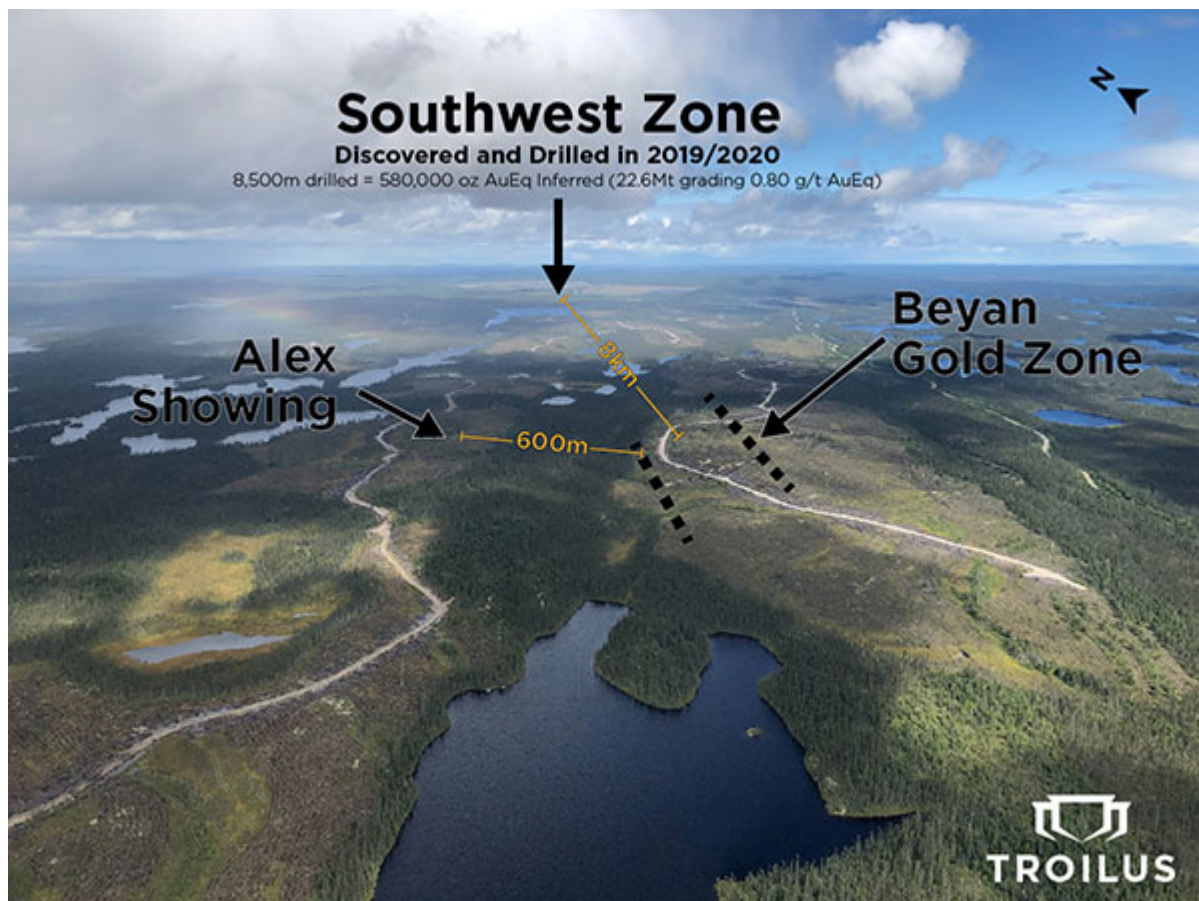 N
Southwest Zone
Discovered and Drilled in 2019/2020
8,500m drilled = 580,000 oz AuEq Inferred (22.6Mt grading 0.80 g/t AuEq)
Beyan
Gold Zone
8km
Alex
Showing
600m
TROILUS